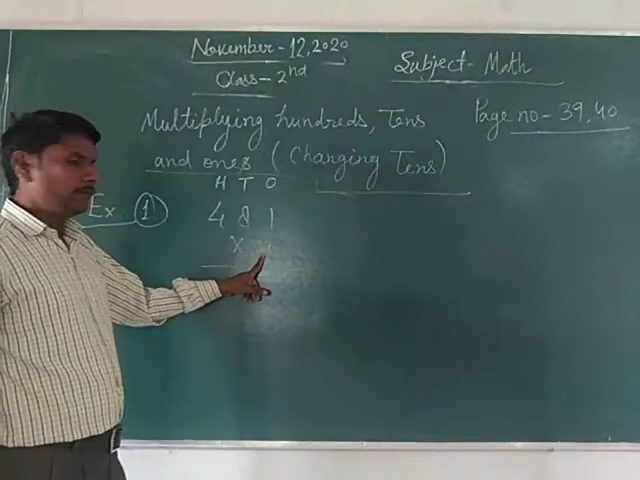 November-12,2020
Class-2nd
Subject- Math
Page no-39,40
Multiplying hundreds, Tens
and ones (Changing Tens)
H T O
Ex 1
4 8 1
X